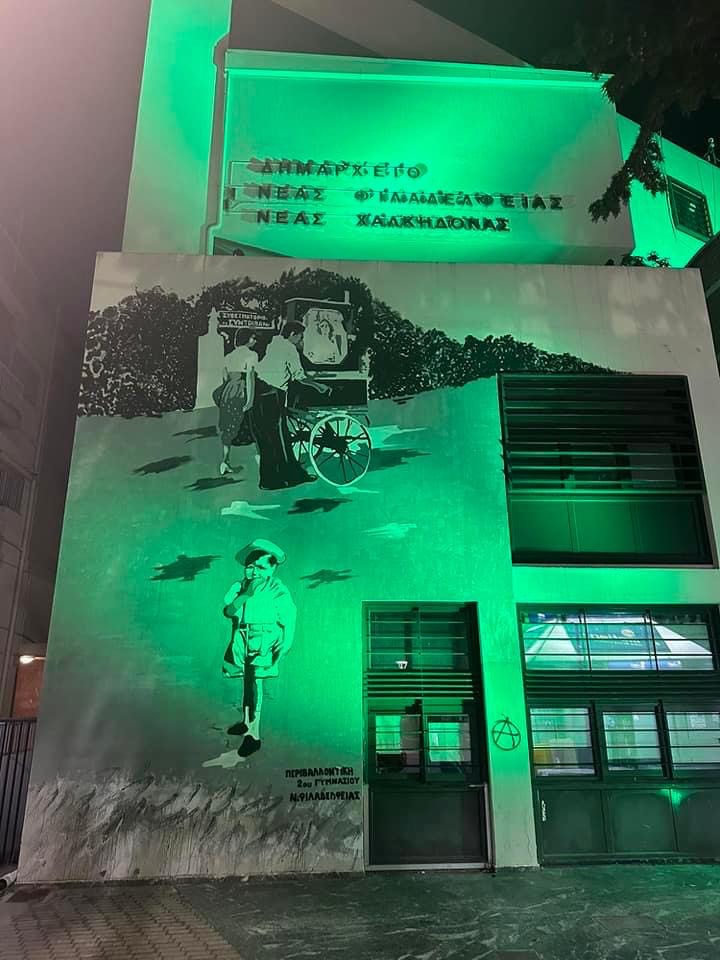 ΔΗΜΑΡΧΕΙΟ
ΝΕΑΣ ΦΙΛΑΔΕΛΦΕΙΑΣ
ΝΕΑΣ ΧΑΛΚΗΔΟΝΑΣ
ΠΕΡΙΒΑΛΛΟΝΤΙΚΗ
2ου ΓΥΜΝΑΣΙΟΥ
Ν.ΦΙΛΑΔΕΛΦΕΙΑΣ